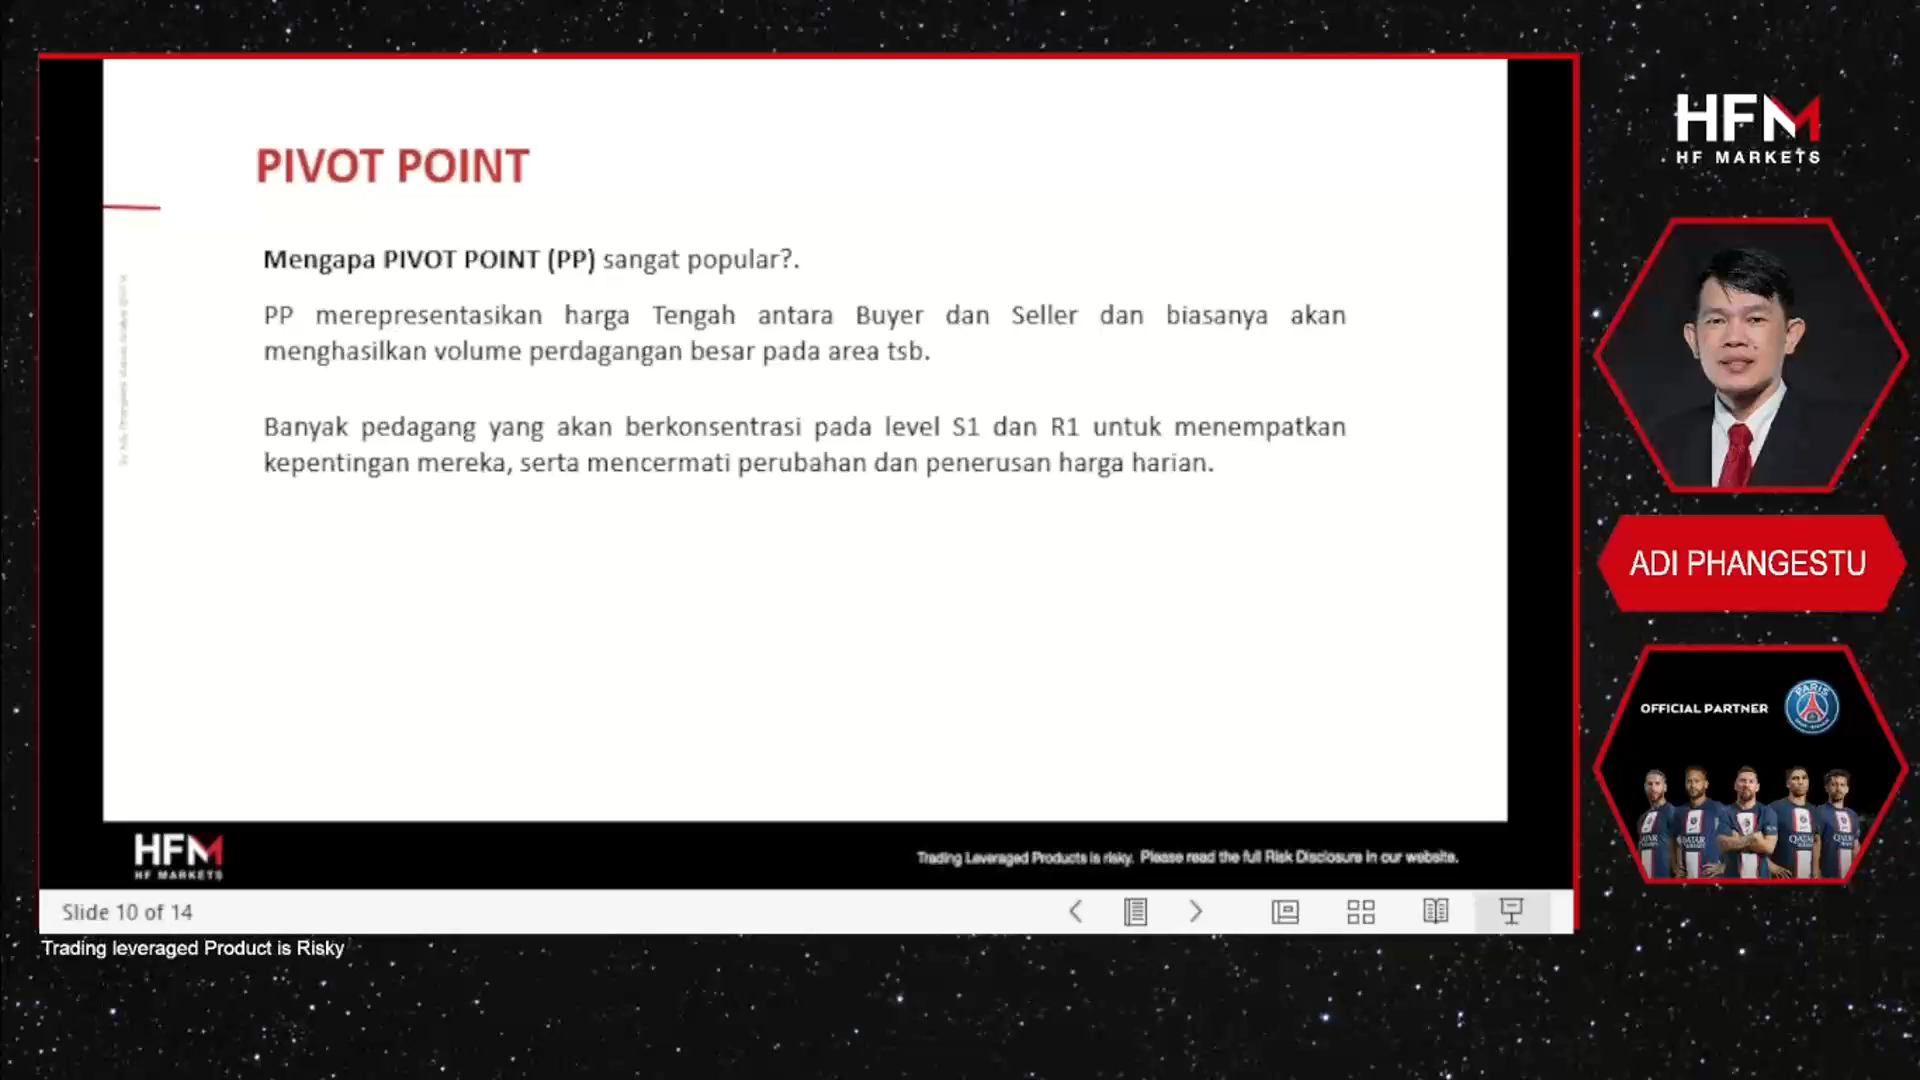 PIVOT POINT
Mengapa PIVOT POINT (PP) sangat popular?.
PP merepresentasikan harga Tengah antara Buyer dan Seller dan biasanya akan
menghasilkan volume perdagangan besar pada area tsb.
Banyak pedagang yang akan berkonsentrasi pada level S1 dan R1 untuk menempatkan
kepentingan mereka, serta mencermati perubahan dan penerusan harga harian.
HFM
HF MARKETS
Trading Leveraged Products is risky. Please read the full Risk Disclosure in our website.
Slide 10 of 14
Trading leveraged Product is Risky
HFM
HF MARKETS
ADI PHANGESTU
OFFICIAL PARTNER
PARIS